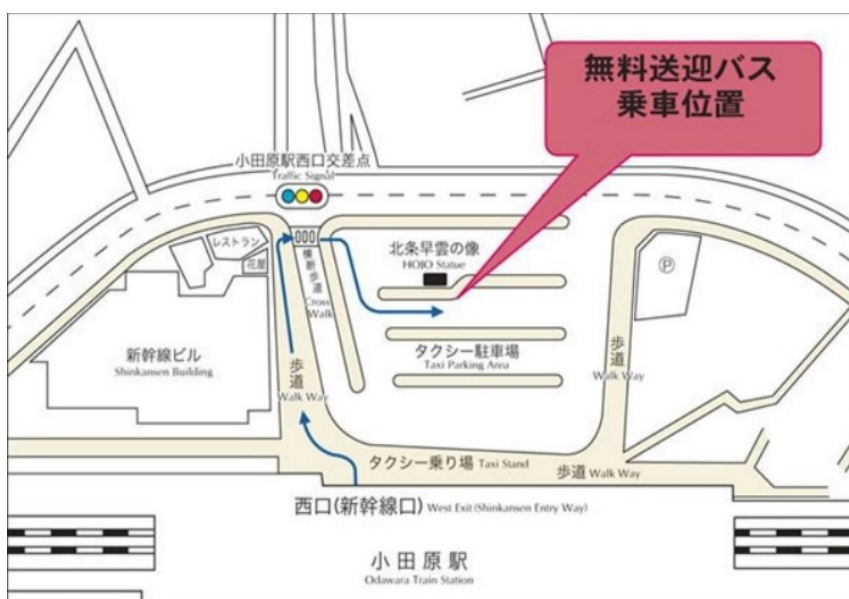 無料送迎バス
乗車位置
小田原駅西口交差点
Traffic Signal
レストラン
花屋
横断歩道
Cross
Walk
北条早雲の像
HOJO Statue
P
新幹線ビル
Shinkansen Building
タクシー駐車場
Taxi Parking Area
歩道
Walk Way
歩道
Walk Way
タクシー乗り場 Taxi Stand
歩道 Walk Way
西口(新幹線口) West Exit (Shinkansen Entry Way)
小田原駅
Odawara Train Station